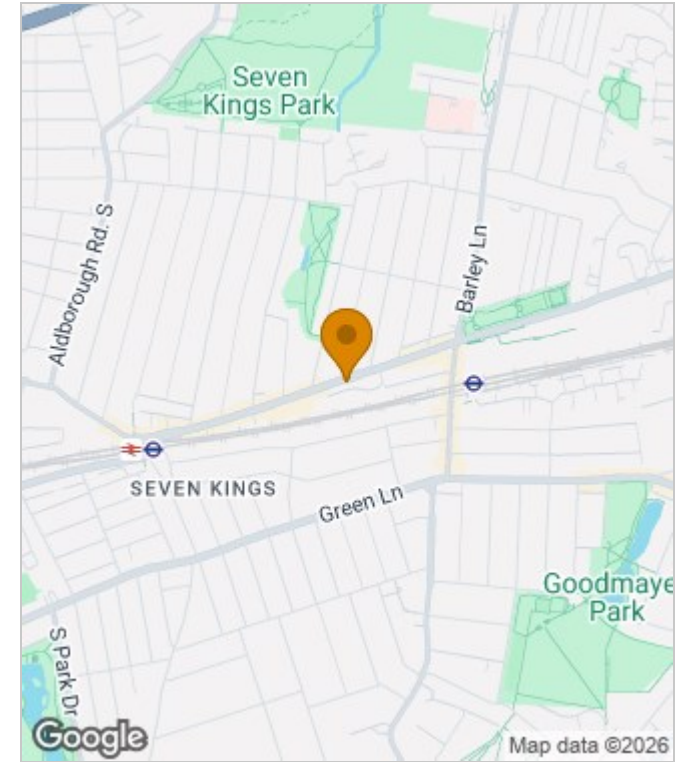 Seven
Kings Park
Aldborough Rd. S
Barley Ln
SEVEN KINGS
Green Ln
Goodmaye
Park
S Park Dr
Google
Map data ©2026